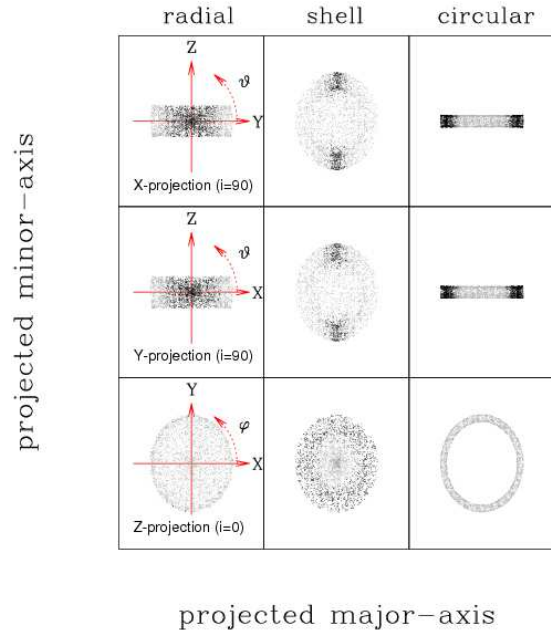 radial shell circular
Z
ϑ
Y
X-projection (i=90)
Z
ϑ
X
Y-projection (i=90)
Y
φ
X
Z-projection (i=0)
projected minor-axis
projected major-axis